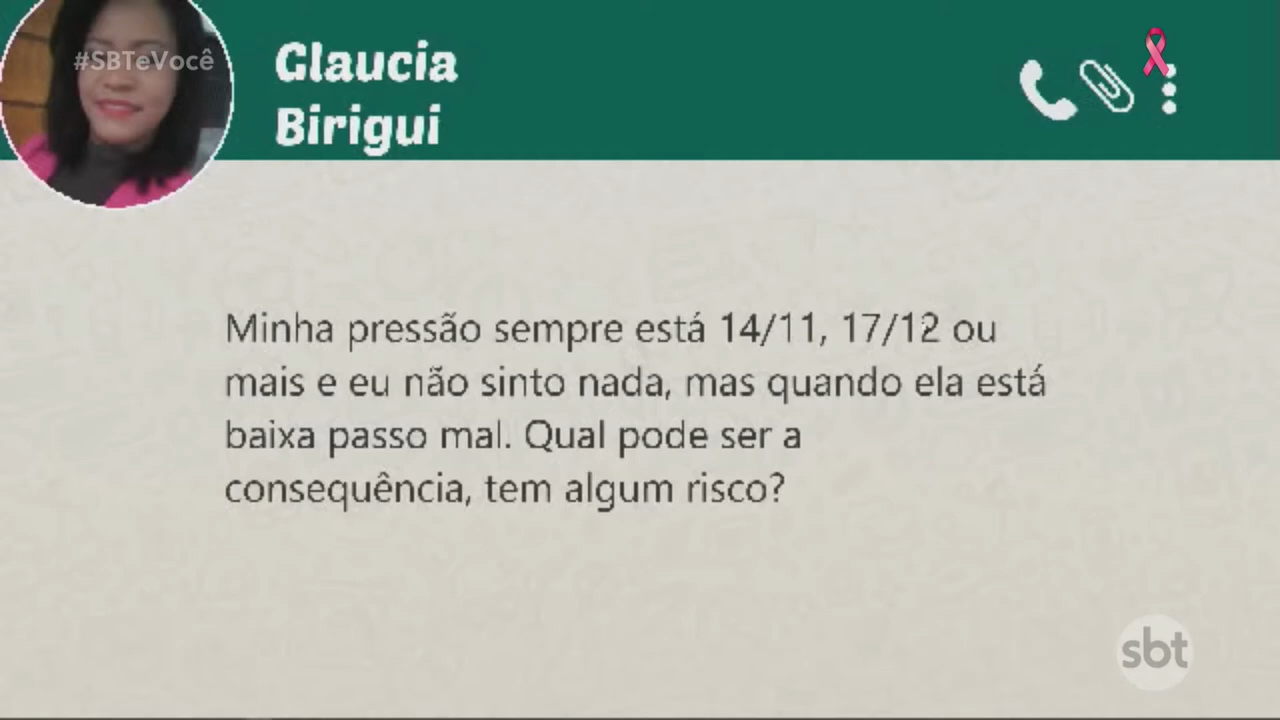 #SBTeVocê
Glaucia
Birigui
Minha pressão sempre está 14/11, 17/12 ou
mais e eu não sinto nada, mas quando ela está
baixa passo mal. Qual pode ser a
consequência, tem algum risco?
sbt